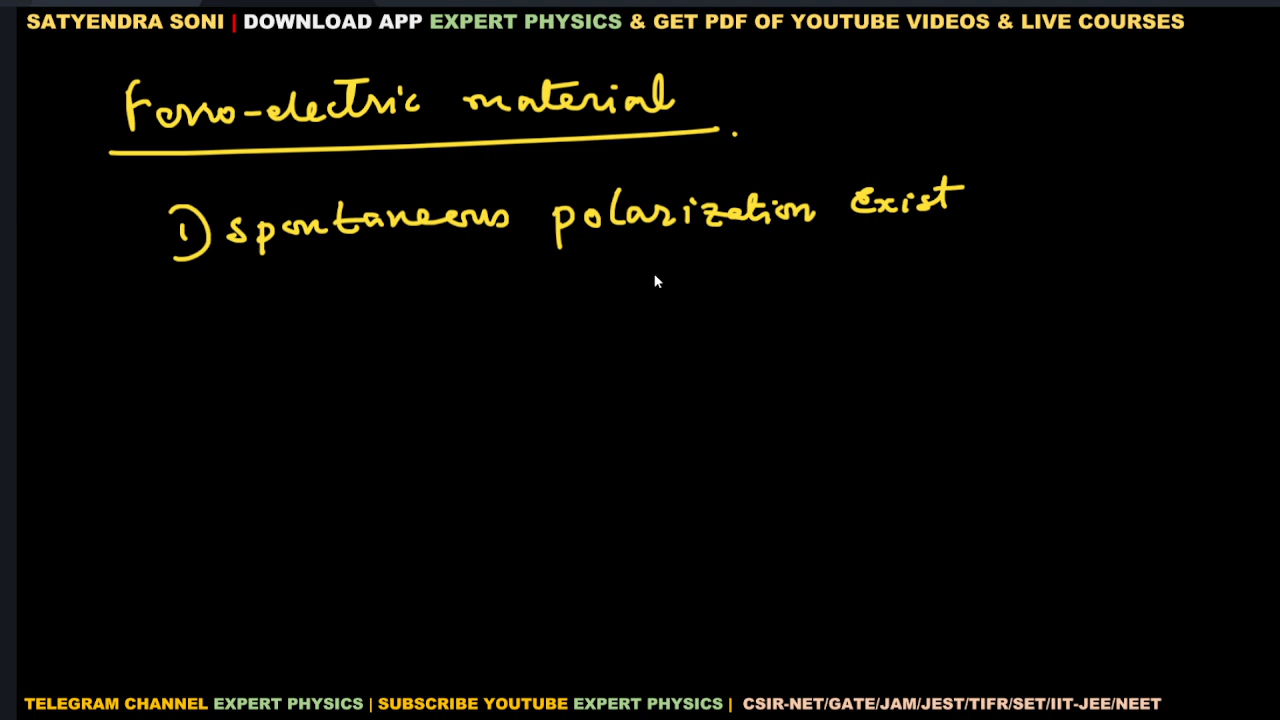 SATYENDRA SONI | DOWNLOAD APP EXPERT PHYSICS & GET PDF OF YOUTUBE VIDEOS & LIVE COURSES
Ferro-electric material.
1) spontaneous polarization Exist
TELEGRAM CHANNEL EXPERT PHYSICS | SUBSCRIBE YOUTUBE EXPERT PHYSICS | CSIR-NET/GATE/JAM/JEST/TIFR/SET/IIT-JEE/NEET